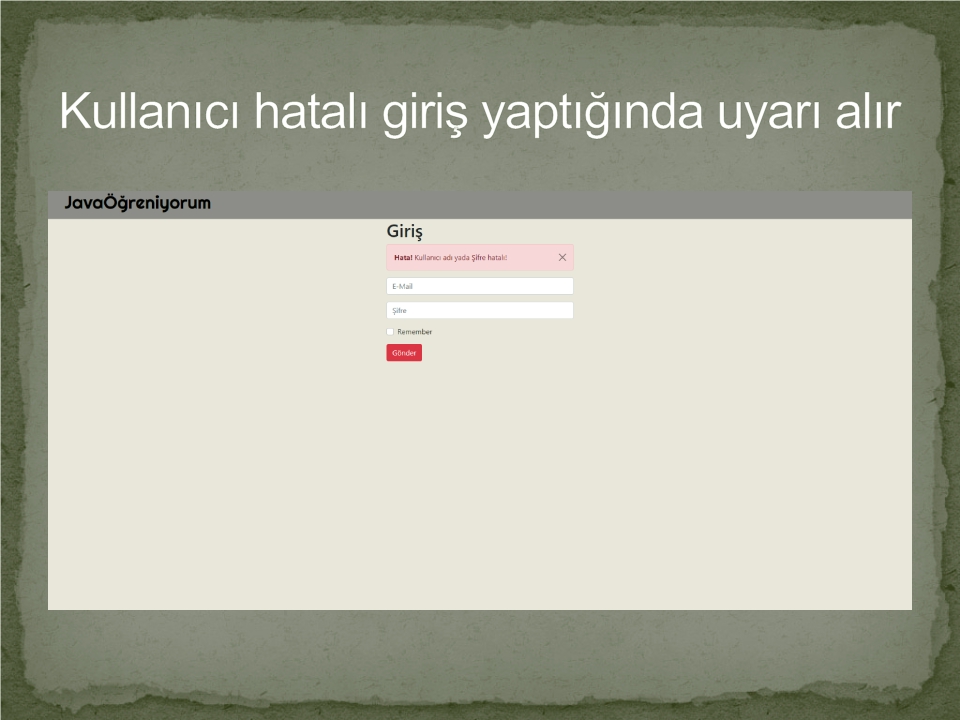 Kullanıcı hatalı giriş yaptığında uyarı alır
JavaÖğreniyorum
Giriş
Hata! Kullanıcı adı yada Şifre hatalı!
E-Mail
Şifre
Remember
Gönder